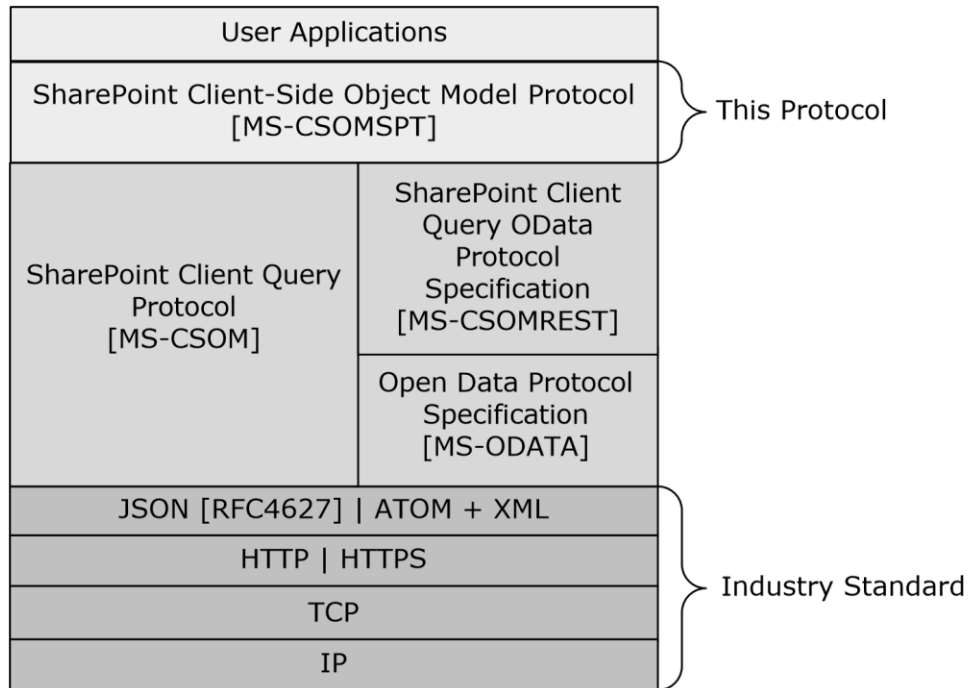 User Applications
SharePoint Client-Side Object Model Protocol
[MS-CSOMSPT]
This Protocol
SharePoint Client Query
Protocol
[MS-CSOM]
SharePoint Client
Query OData
Protocol
Specification
[MS-CSOMREST]
Open Data Protocol
Specification
[MS-ODATA]
JSON [RFC4627] | ATOM + XML
HTTP | HTTPS
TCP
IP
Industry Standard